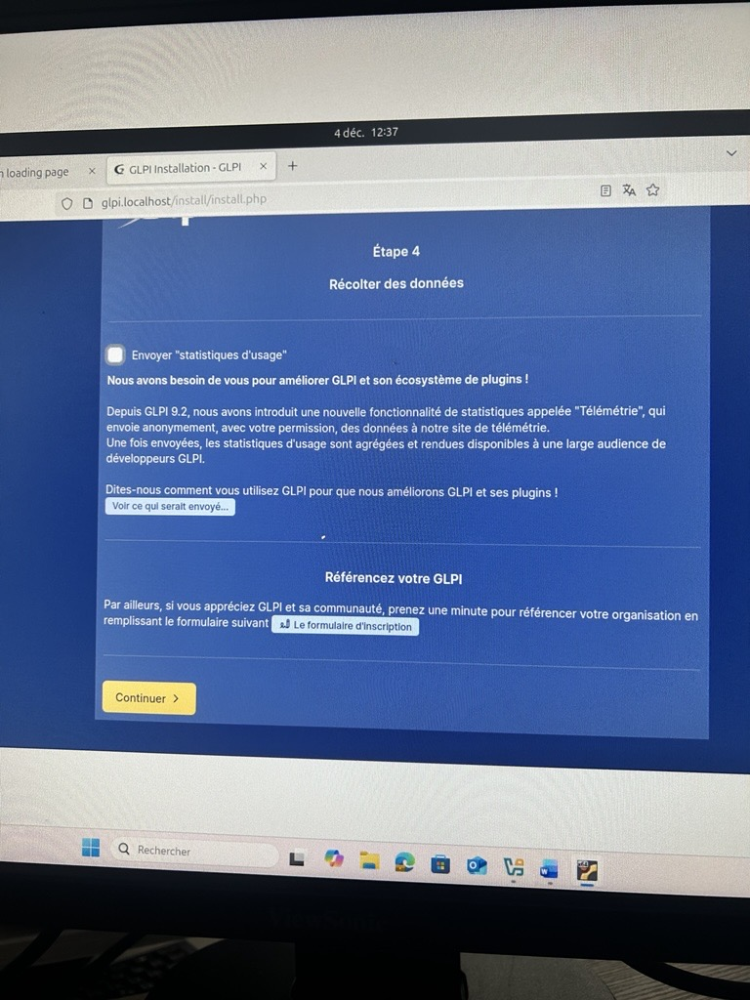 4 déc. 12:37
loading page
GLPI Installation - GLPI
glpi.localhost/install/install.php
Étape 4
Récolter des données
Envoyer "statistiques d'usage"
Nous avons besoin de vous pour améliorer GLPI et son écosystème de plugins !
Depuis GLPI 9.2, nous avons introduit une nouvelle fonctionnalité de statistiques appelée "Télémétrie", qui
envoie anonymement, avec votre permission, des données à notre site de télémétrie.
Une fois envoyées, les statistiques d'usage sont agrégées et rendues disponibles à une large audience de
développeurs GLPI.
Dites-nous comment vous utilisez GLPI pour que nous améliorons GLPI et ses plugins !
Voir ce qui serait envoyé...
Référencez votre GLPI
Par ailleurs, si vous appréciez GLPI et sa communauté, prenez une minute pour référencer votre organisation en
remplissant le formulaire suivant Le formulaire d'inscription
Continuer
Rechercher